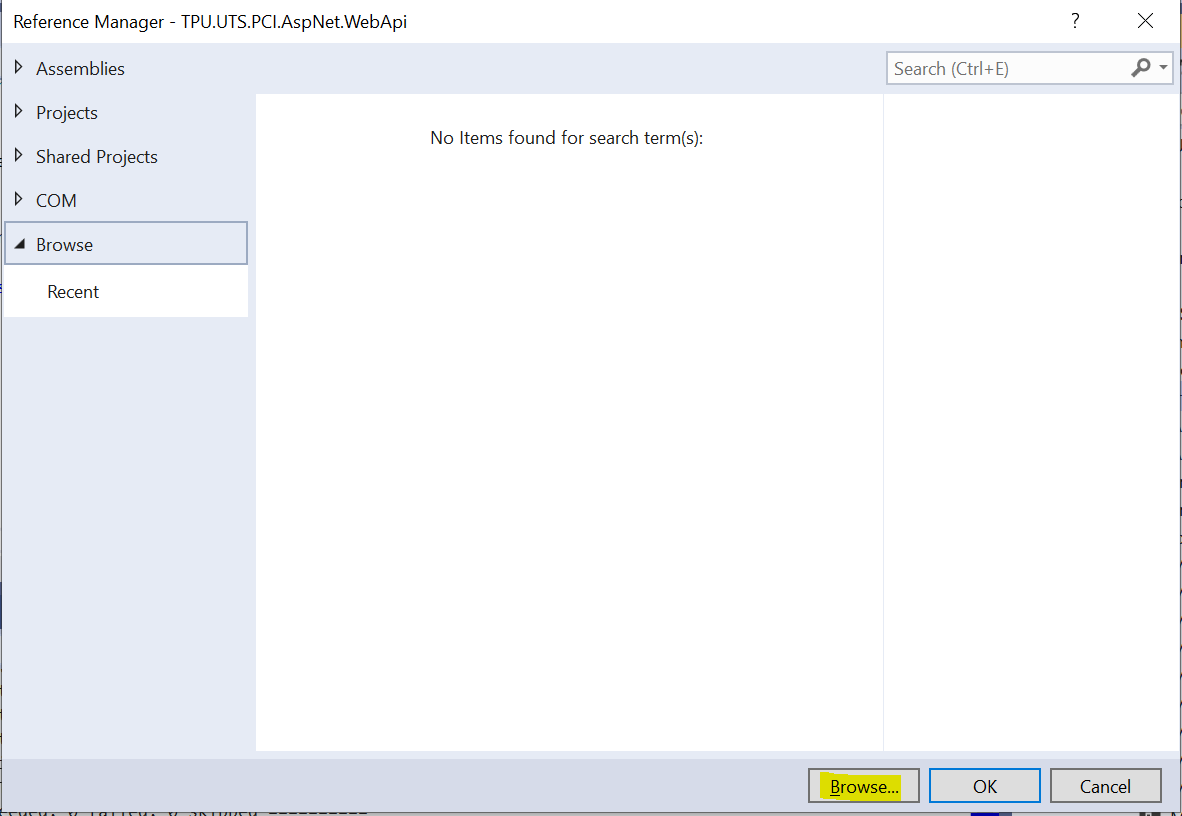 Reference Manager - TPU.UTS.PCI.AspNet.WebApi
?
Assemblies
Search (Ctrl+E)
Projects
No Items found for search term(s):
Shared Projects
COM
Browse
Recent
Browse...
OK
Cancel